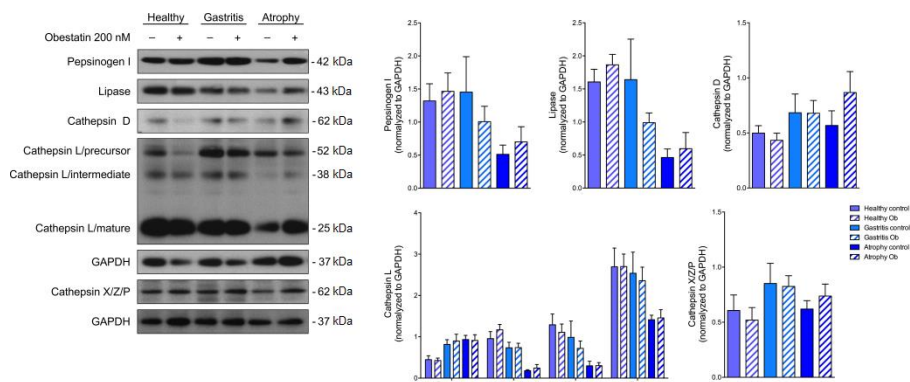 Healthy Gastritis Atrophy
Obestatin 200 nM – + – + – +
Pepsinogen I - 42 kDa
Lipase - 43 kDa
Cathepsin D - 62 kDa
Cathepsin L/precursor - 52 kDa
Cathepsin L/intermediate - 38 kDa
Cathepsin L/mature - 25 kDa
GAPDH - 37 kDa
Cathepsin X/Z/P - 62 kDa
GAPDH - 37 kDa
Pepsinogen I
(normalized to GAPDH)
2.5
2.0
1.5
1.0
0.5
0.0
Lipase
(normalized to GAPDH)
2.5
2.0
1.5
1.0
0.5
0.0
Cathepsin D
(normalized to GAPDH)
1.5
1.0
0.5
0.0
Cathepsin L
(normalized to GAPDH)
4
3
2
1
0
Cathepsin X/Z/P
(normalized to GAPDH)
1.5
1.0
0.5
0.0
Healthy control
Healthy Ob
Gastritis control
Gastritis Ob
Atrophy control
Atrophy Ob